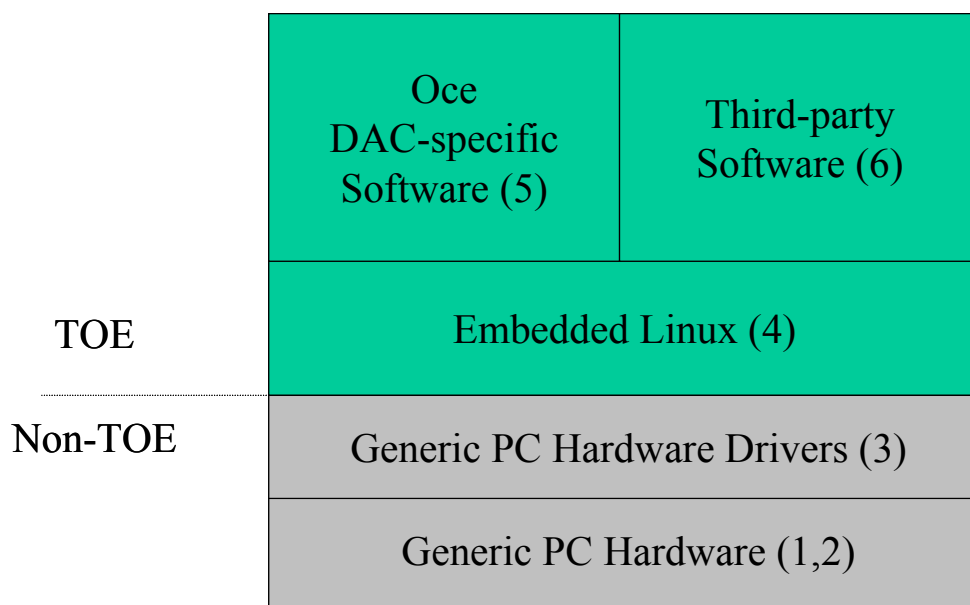 Oce
DAC-specific
Software (5)
Third-party
Software (6)
TOE
Embedded Linux (4)
Non-TOE
Generic PC Hardware Drivers (3)
Generic PC Hardware (1,2)